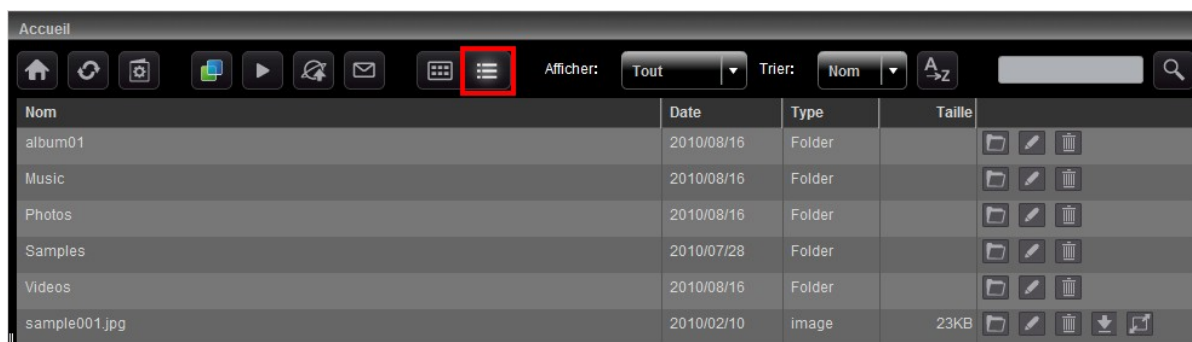 Accueil
Afficher: Tout Trier: Nom A→Z
Nom Date Type Taille
album01 2010/08/16 Folder
Music 2010/08/16 Folder
Photos 2010/08/16 Folder
Samples 2010/07/28 Folder
Videos 2010/08/16 Folder
sample001.jpg 2010/02/10 image 23KB